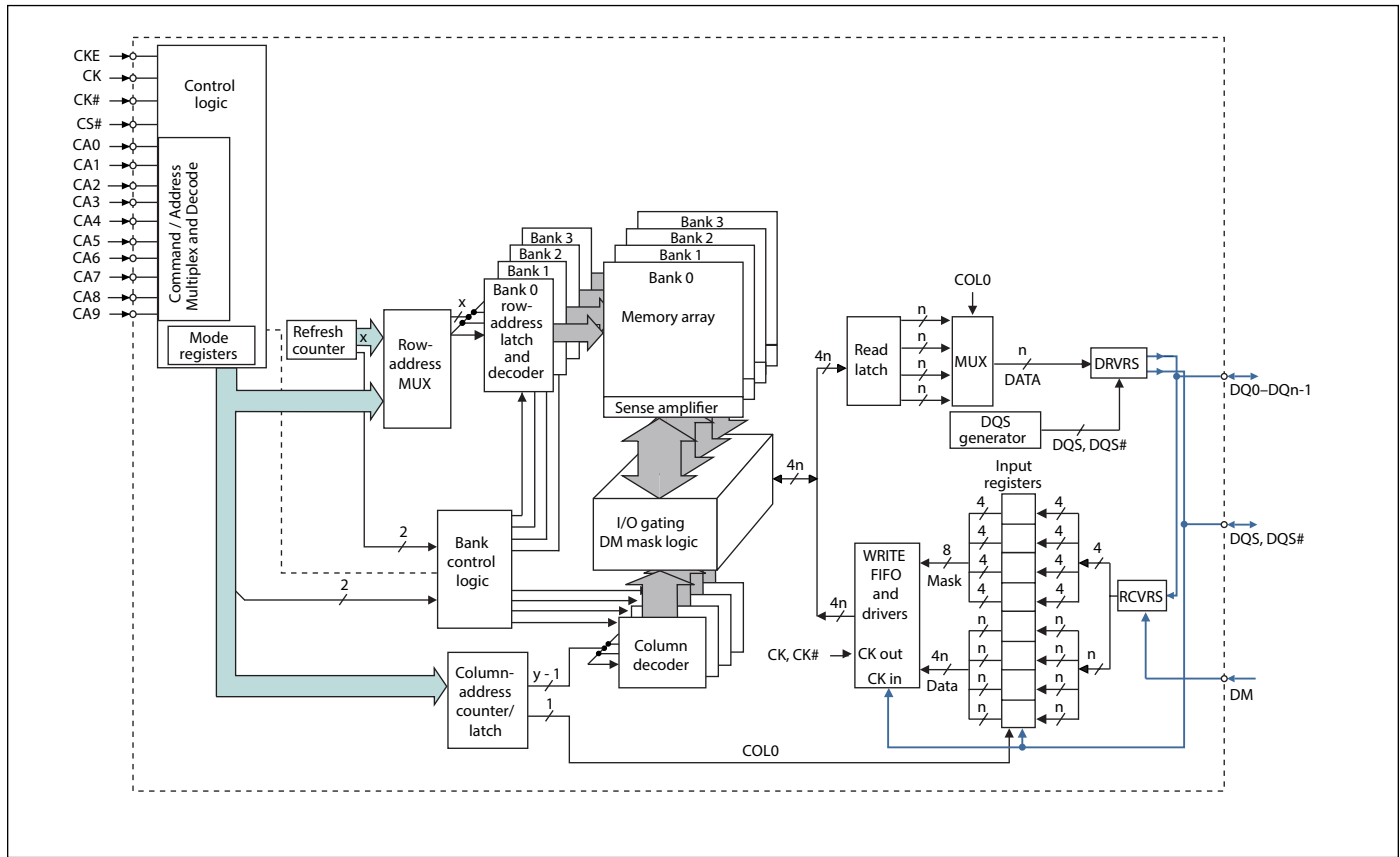 CKE
CK
CK#
CS#
CA0
CA1
CA2
CA3
CA4
CA5
CA6
CA7
CA8
CA9
Control
logic
Command / Address
Multiplex and Decode
Mode
registers
Refresh
counter
x
Row-
address
MUX
x
Bank 3
Bank 2
Bank 1
Bank 0
row-
address
latch
and
decoder
Bank 3
Bank 2
Bank 1
Bank 0
Memory array
Sense amplifier
2
2
Bank
control
logic
I/O gating
DM mask logic
Column
decoder
Column-
address
counter/
latch
y - 1
1
COL0
4n
4n
4n
Read
latch
n
n
n
n
COL0
MUX
n
DATA
DRVRS
DQS
generator
DQS, DQS#
DQ0–DQn-1
DQS, DQS#
DM
Input
registers
4
4
4
4
n
n
n
n
4
4
4
4
n
n
n
n
4
n
RCVRS
8
Mask
4n
Data
WRITE
FIFO
and
drivers
CK out
CK in
CK, CK#